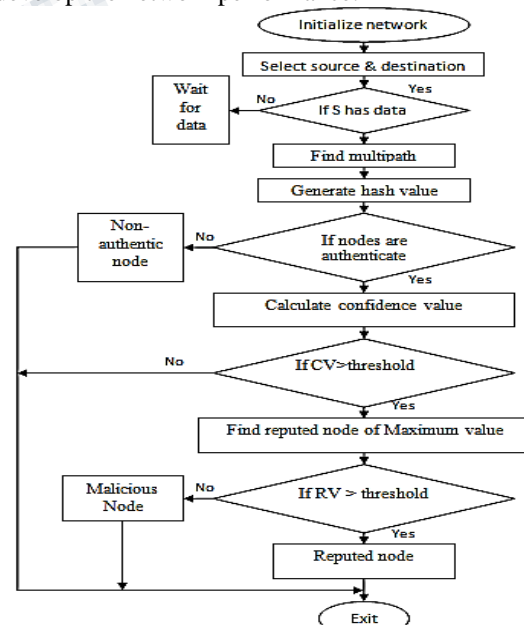 Initialize network
Select source & destination
Wait
for
data
No
Yes
If S has data
Find multipath
Generate hash value
Non-
authentic
node
No
If nodes are
authenticate
Yes
Calculate confidence value
No
If CV>threshold
Yes
Find reputed node of Maximum value
Malicious
Node
No
If RV > threshold
Yes
Reputed node
Exit